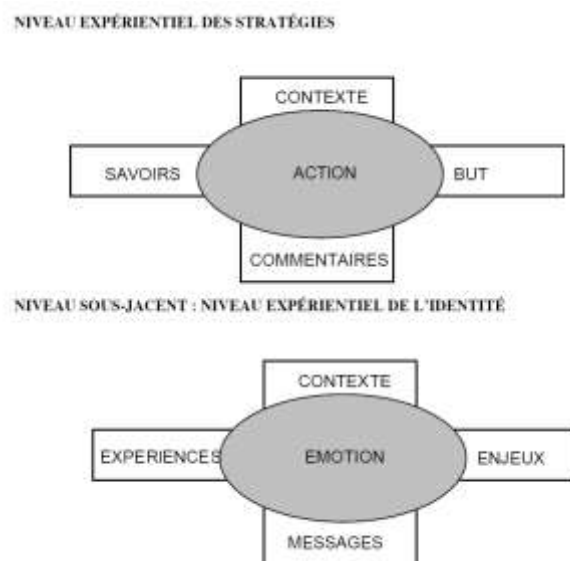 NIVEAU EXPÉRIENTIEL DES STRATÉGIES
CONTEXTE
SAVOIRS
ACTION
BUT
COMMENTAIRES
NIVEAU SOUS-JACENT : NIVEAU EXPÉRIENTIEL DE L'IDENTITÉ
CONTEXTE
EXPERIENCES
EMOTION
ENJEUX
MESSAGES